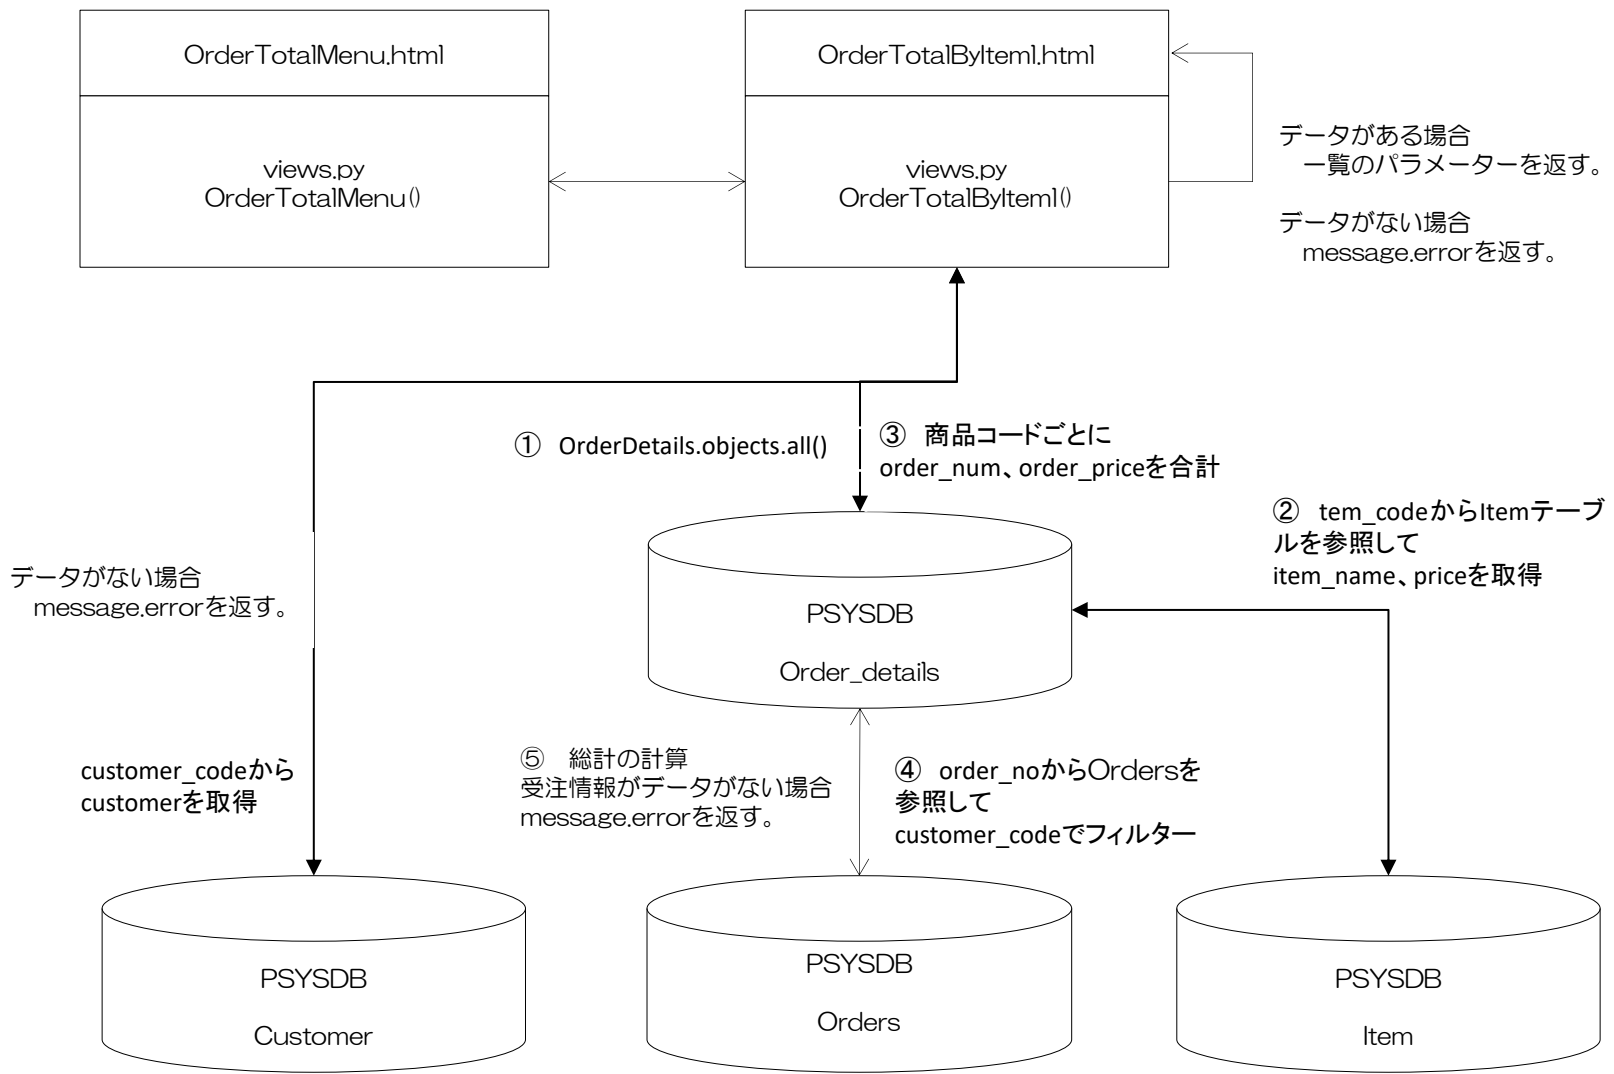 OrderTotalMenu.html
views.py
OrderTotalMenu()
OrderTotalByItem1.html
views.py
OrderTotalByItem1()
データがある場合
一覧のパラメーターを返す。
データがない場合
message.errorを返す。
① OrderDetails.objects.all()
③ 商品コードごとに
order_num、order_priceを合計
② tem_codeからItemテーブ
ルを参照して
item_name、priceを取得
データがない場合
message.errorを返す。
PSYSDB
Order_details
customer_codeから
customerを取得
⑤ 総計の計算
受注情報がデータがない場合
message.errorを返す。
④ order_noからOrdersを
参照して
customer_codeでフィルター
PSYSDB
Customer
PSYSDB
Orders
PSYSDB
Item